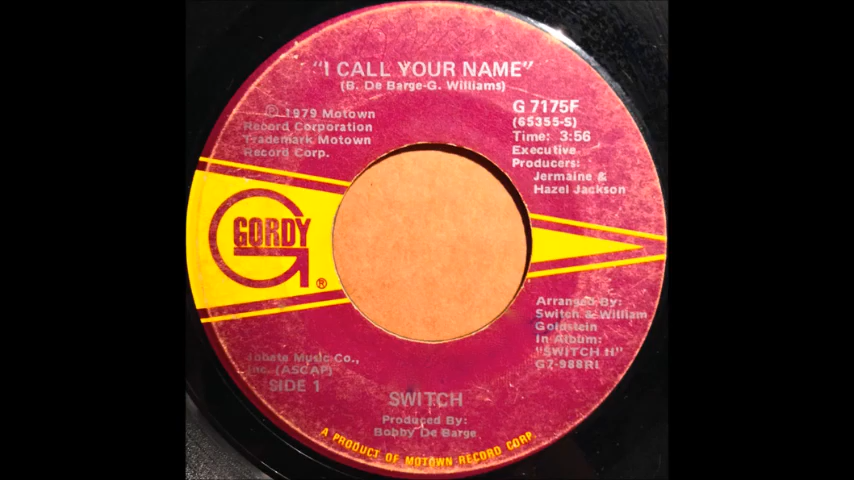 "I CALL YOUR NAME"
(B. De Barge-G. Williams)
℗ 1979 Motown
Record Corporation
Trademark Motown
Record Corp.
G 7175F
(65355-S)
Time: 3:56
Executive
Producers:
Jermaine &
Hazel Jackson
GORDY
®
Arranged By:
Switch & William
Goldstein
In Album:
"SWITCH II"
G7-988R1
Jobete Music Co.,
Inc. (ASCAP)
SIDE 1
SWITCH
Produced By:
Bobby De Barge
A PRODUCT OF MOTOWN RECORD CORP.